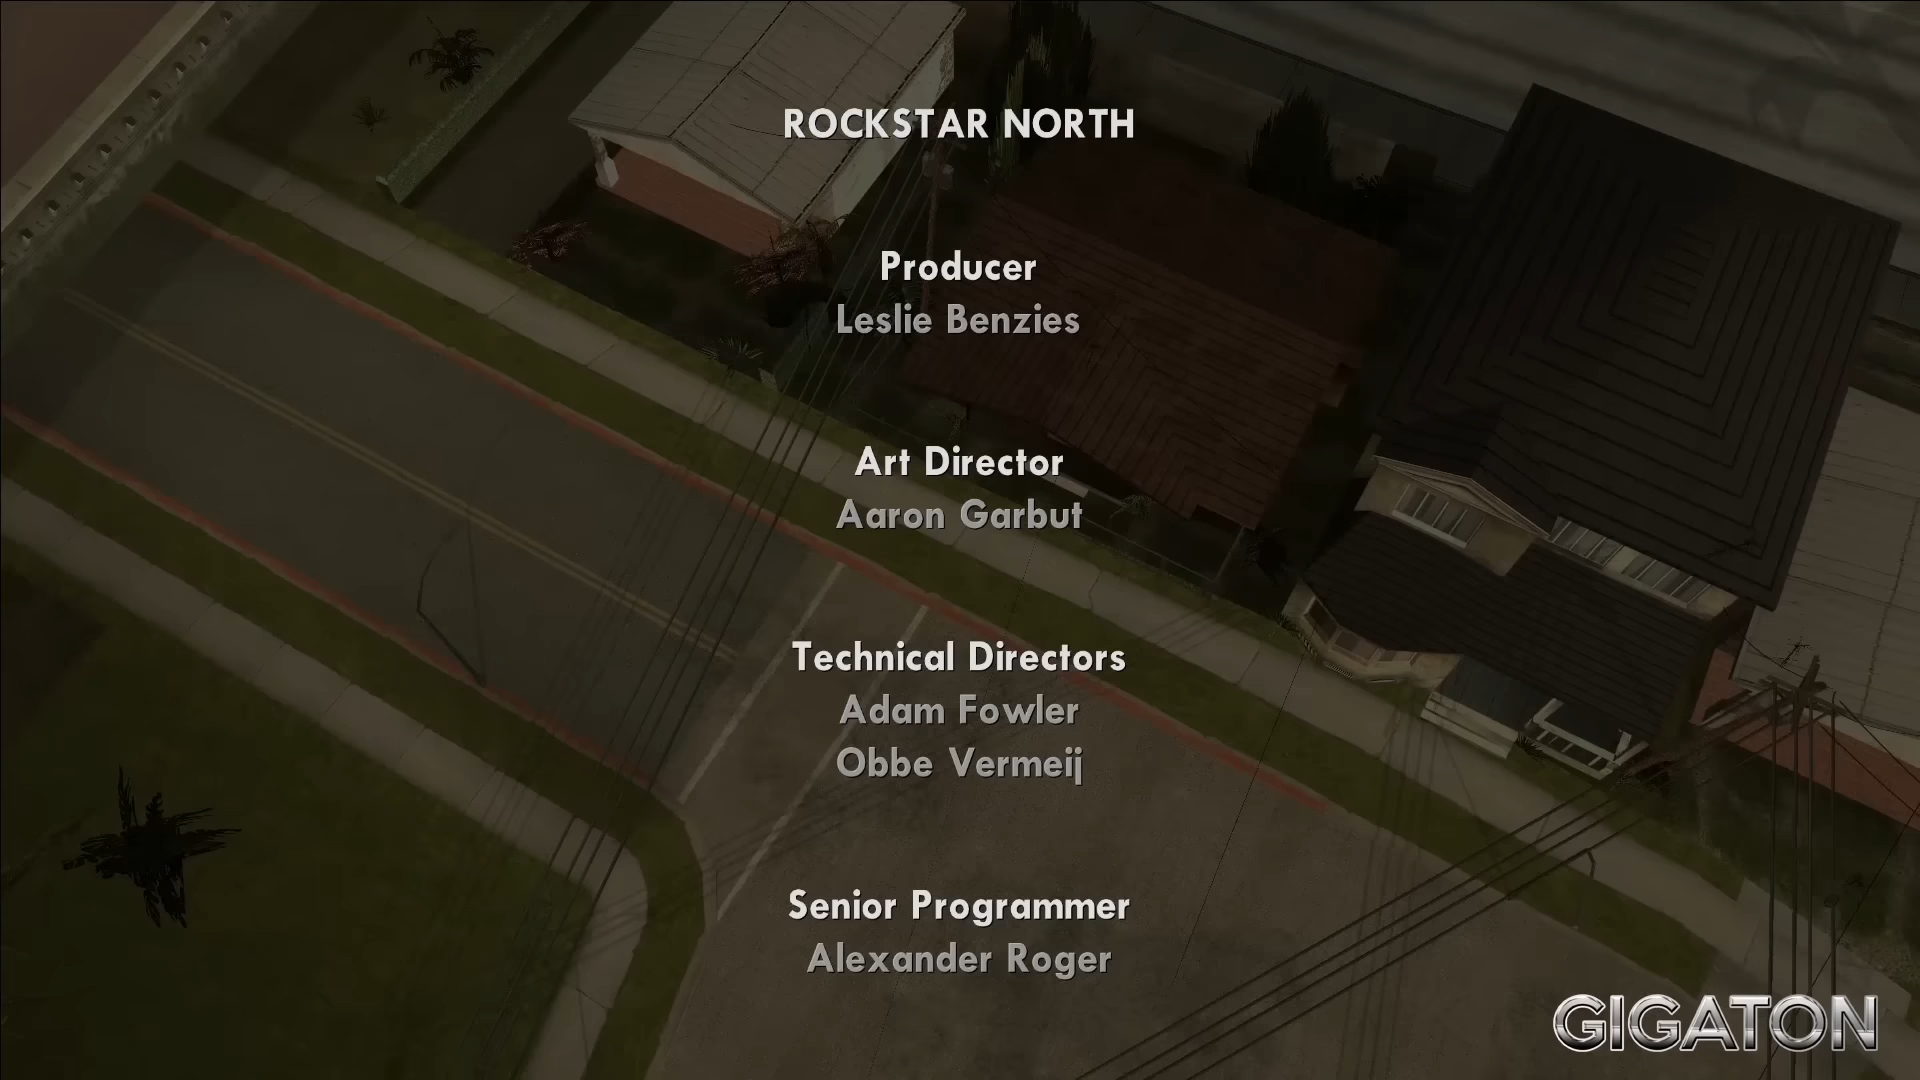 ROCKSTAR NORTH
Producer
Leslie Benzies
Art Director
Aaron Garbut
Technical Directors
Adam Fowler
Obbe Vermeij
Senior Programmer
Alexander Roger
GIGATON